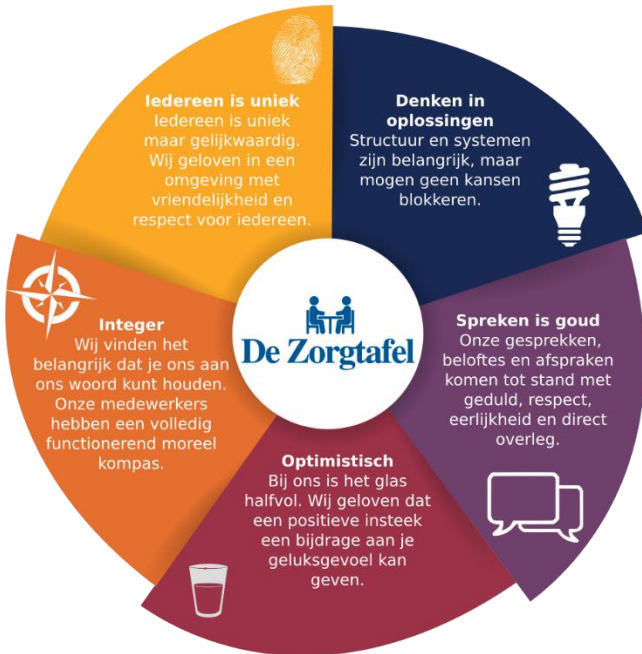 Iedereen is uniek
Iedereen is uniek
maar gelijkwaardig.
Wij geloven in een
omgeving met
vriendelijkheid en
respect voor iedereen.
Denken in
oplossingen
Structuur en systemen
zijn belangrijk, maar
mogen geen kansen
blokkeren.
Spreken is goud
Onze gesprekken,
beloftes en afspraken
komen tot stand met
geduld, respect,
eerlijkheid en direct
overleg.
Optimistisch
Bij ons is het glas
halfvol. Wij geloven dat
een positieve insteek
een bijdrage aan je
geluksgevoel kan
geven.
Integer
Wij vinden het
belangrijk dat je ons aan
ons woord kunt houden.
Onze medewerkers
hebben een volledig
functionerend moreel
kompas.
De Zorgtafel